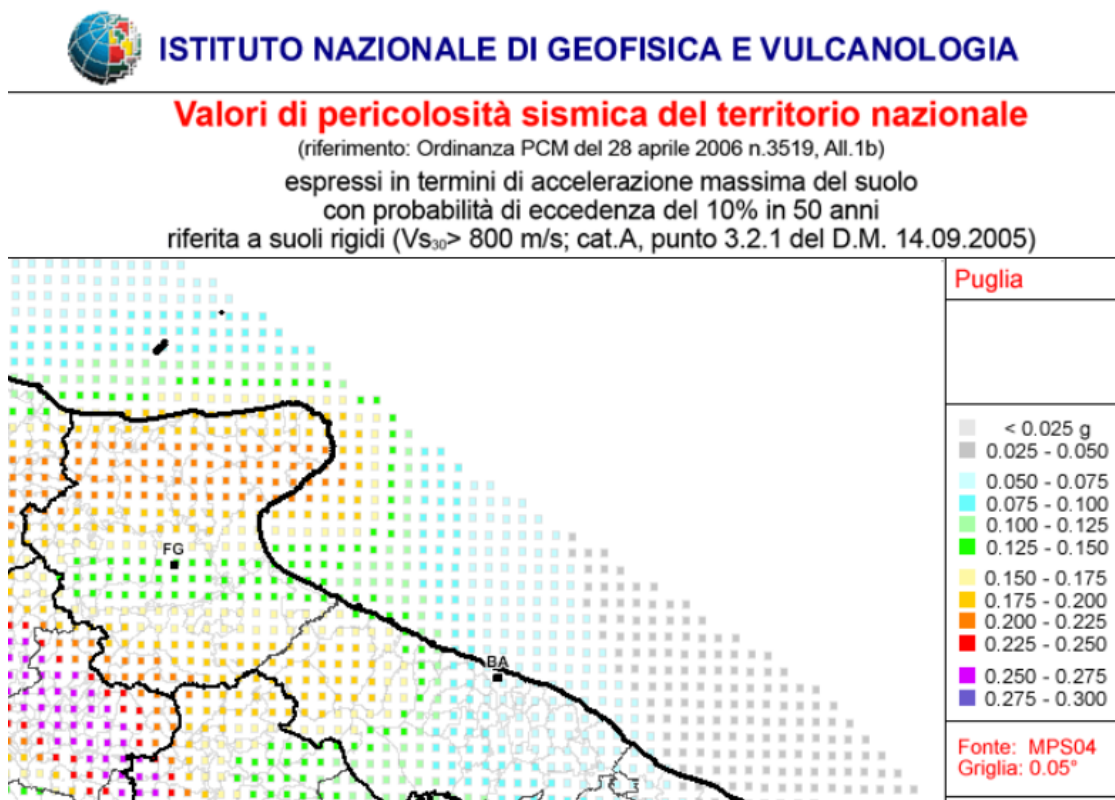 ISTITUTO NAZIONALE DI GEOFISICA E VULCANOLOGIA
Valori di pericolosità sismica del territorio nazionale
(riferimento: Ordinanza PCM del 28 aprile 2006 n.3519, All.1b)
espressi in termini di accelerazione massima del suolo
con probabilità di eccedenza del 10% in 50 anni
riferita a suoli rigidi (Vs₃₀> 800 m/s; cat.A, punto 3.2.1 del D.M. 14.09.2005)
Puglia
< 0.025 g
0.025 - 0.050
0.050 - 0.075
0.075 - 0.100
0.100 - 0.125
0.125 - 0.150
0.150 - 0.175
0.175 - 0.200
0.200 - 0.225
0.225 - 0.250
0.250 - 0.275
0.275 - 0.300
FG
BA
Fonte: MPS04
Griglia: 0.05°